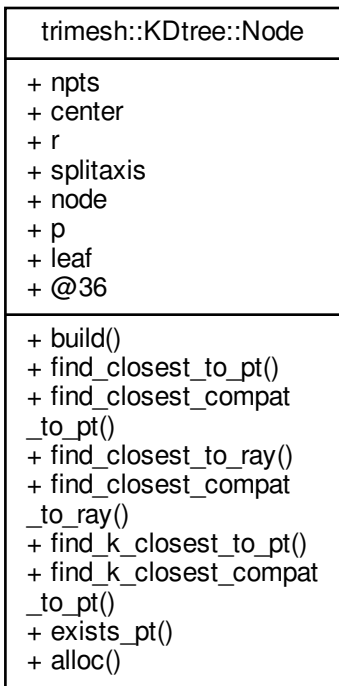 trimesh::KDtree::Node
+ npts
+ center
+ r
+ splitaxis
+ node
+ p
+ leaf
+ @36
+ build()
+ find_closest_to_pt()
+ find_closest_compat
_to_pt()
+ find_closest_to_ray()
+ find_closest_compat
_to_ray()
+ find_k_closest_to_pt()
+ find_k_closest_compat
_to_pt()
+ exists_pt()
+ alloc()